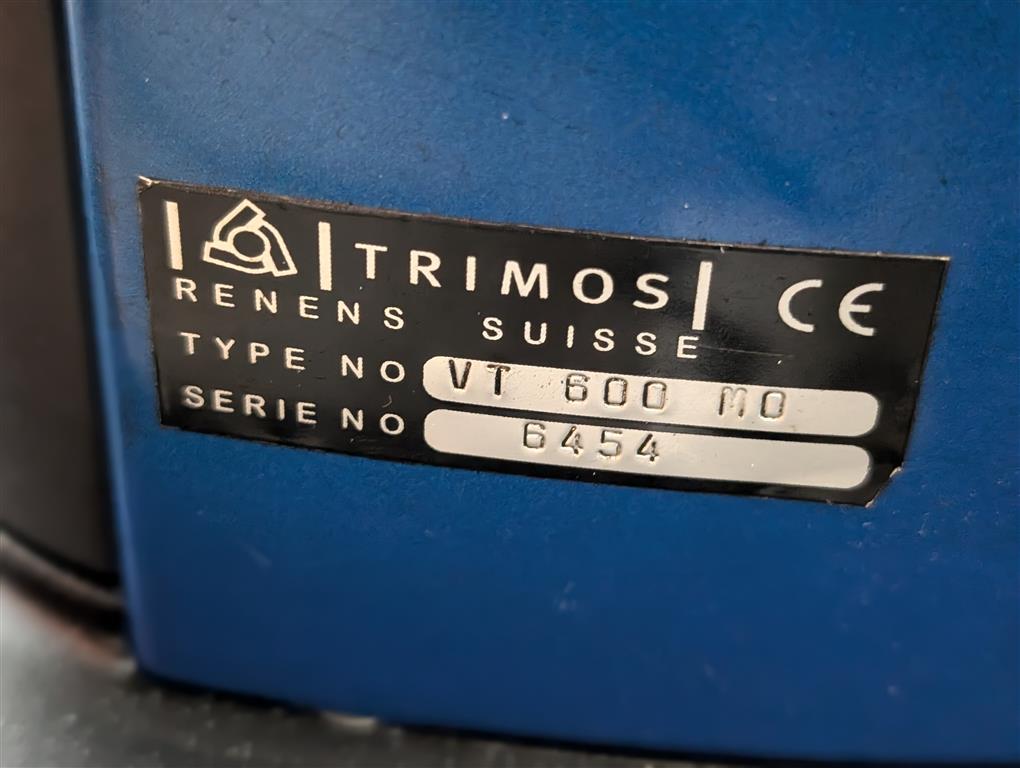 TRIMOS CE
RENENS SUISSE
TYPE NO VT 600 MO
SERIE NO 6454